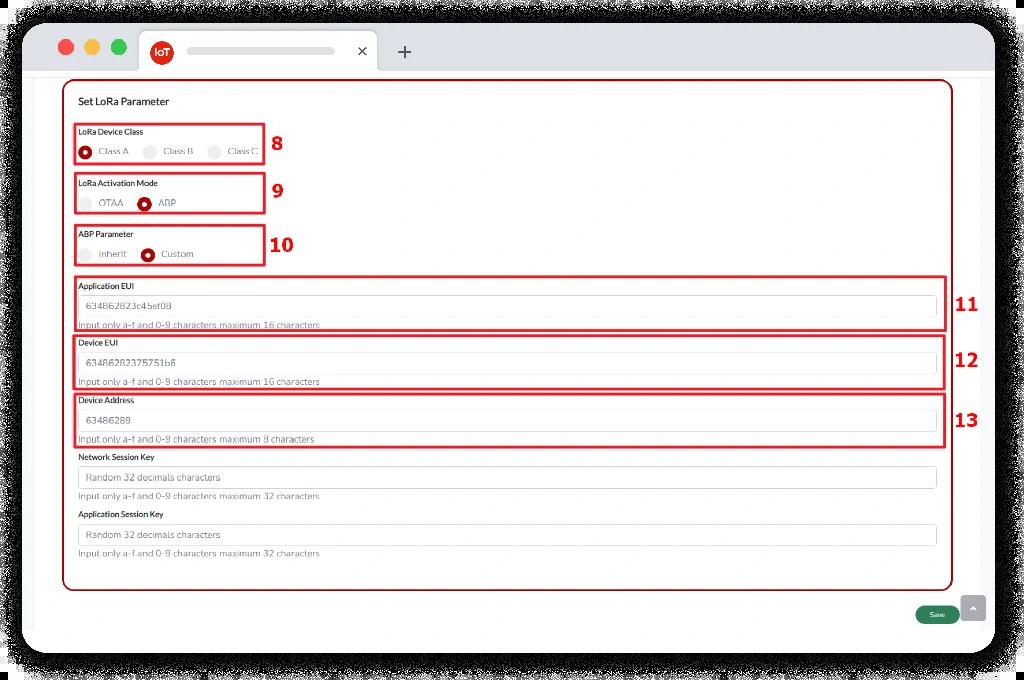 IoT
Set LoRa Parameter
LoRa Device Class
Class A Class B Class C 8
LoRa Activation Mode
OTAA ABP 9
ABP Parameter
Inherit Custom 10
Application EUI
634862823c45ef08 11
Input only a-f and 0-9 characters maximum 16 characters
Device EUI
63486282375751b6 12
Input only a-f and 0-9 characters maximum 16 characters
Device Address
63486289 13
Input only a-f and 0-9 characters maximum 8 characters
Network Session Key
Random 32 decimals characters
Input only a-f and 0-9 characters maximum 32 characters
Application Session Key
Random 32 decimals characters
Input only a-f and 0-9 characters maximum 32 characters
Save